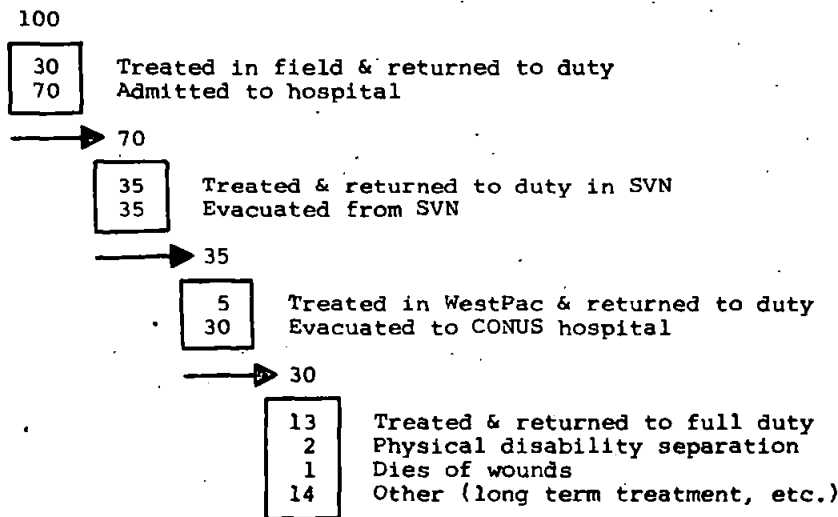 100
30 Treated in field & returned to duty
70 Admitted to hospital
70
35 Treated & returned to duty in SVN
35 Evacuated from SVN
35
5 Treated in WestPac & returned to duty
30 Evacuated to CONUS hospital
30
13 Treated & returned to full duty
2 Physical disability separation
1 Dies of wounds
14 Other (long term treatment, etc.)